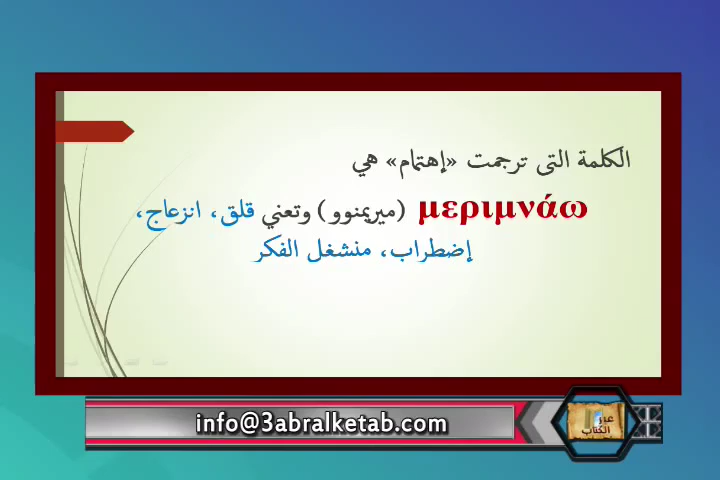 الكلمة التى ترجمت «إهتمام» هي
μεριμνάω (ميريمنوو) وتعني قلق، انزعاج،
إضطراب، منشغل الفكر
info@3abralketab.com
عبر
الكتاب